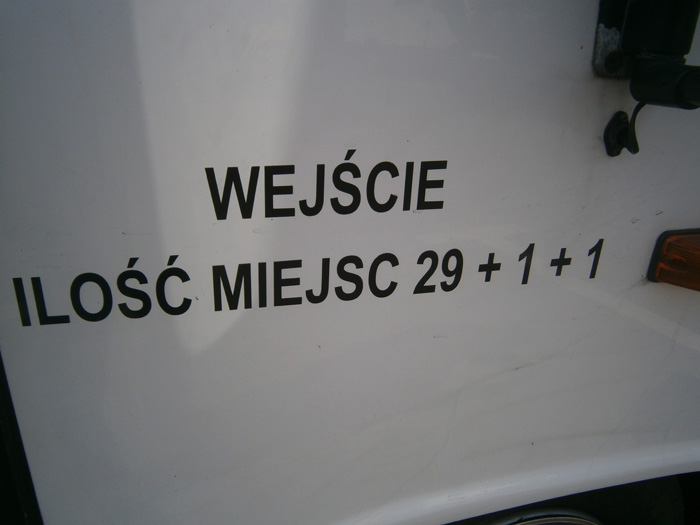 WEJŚCIE
ILOŚĆ MIEJSC 29 + 1 + 1